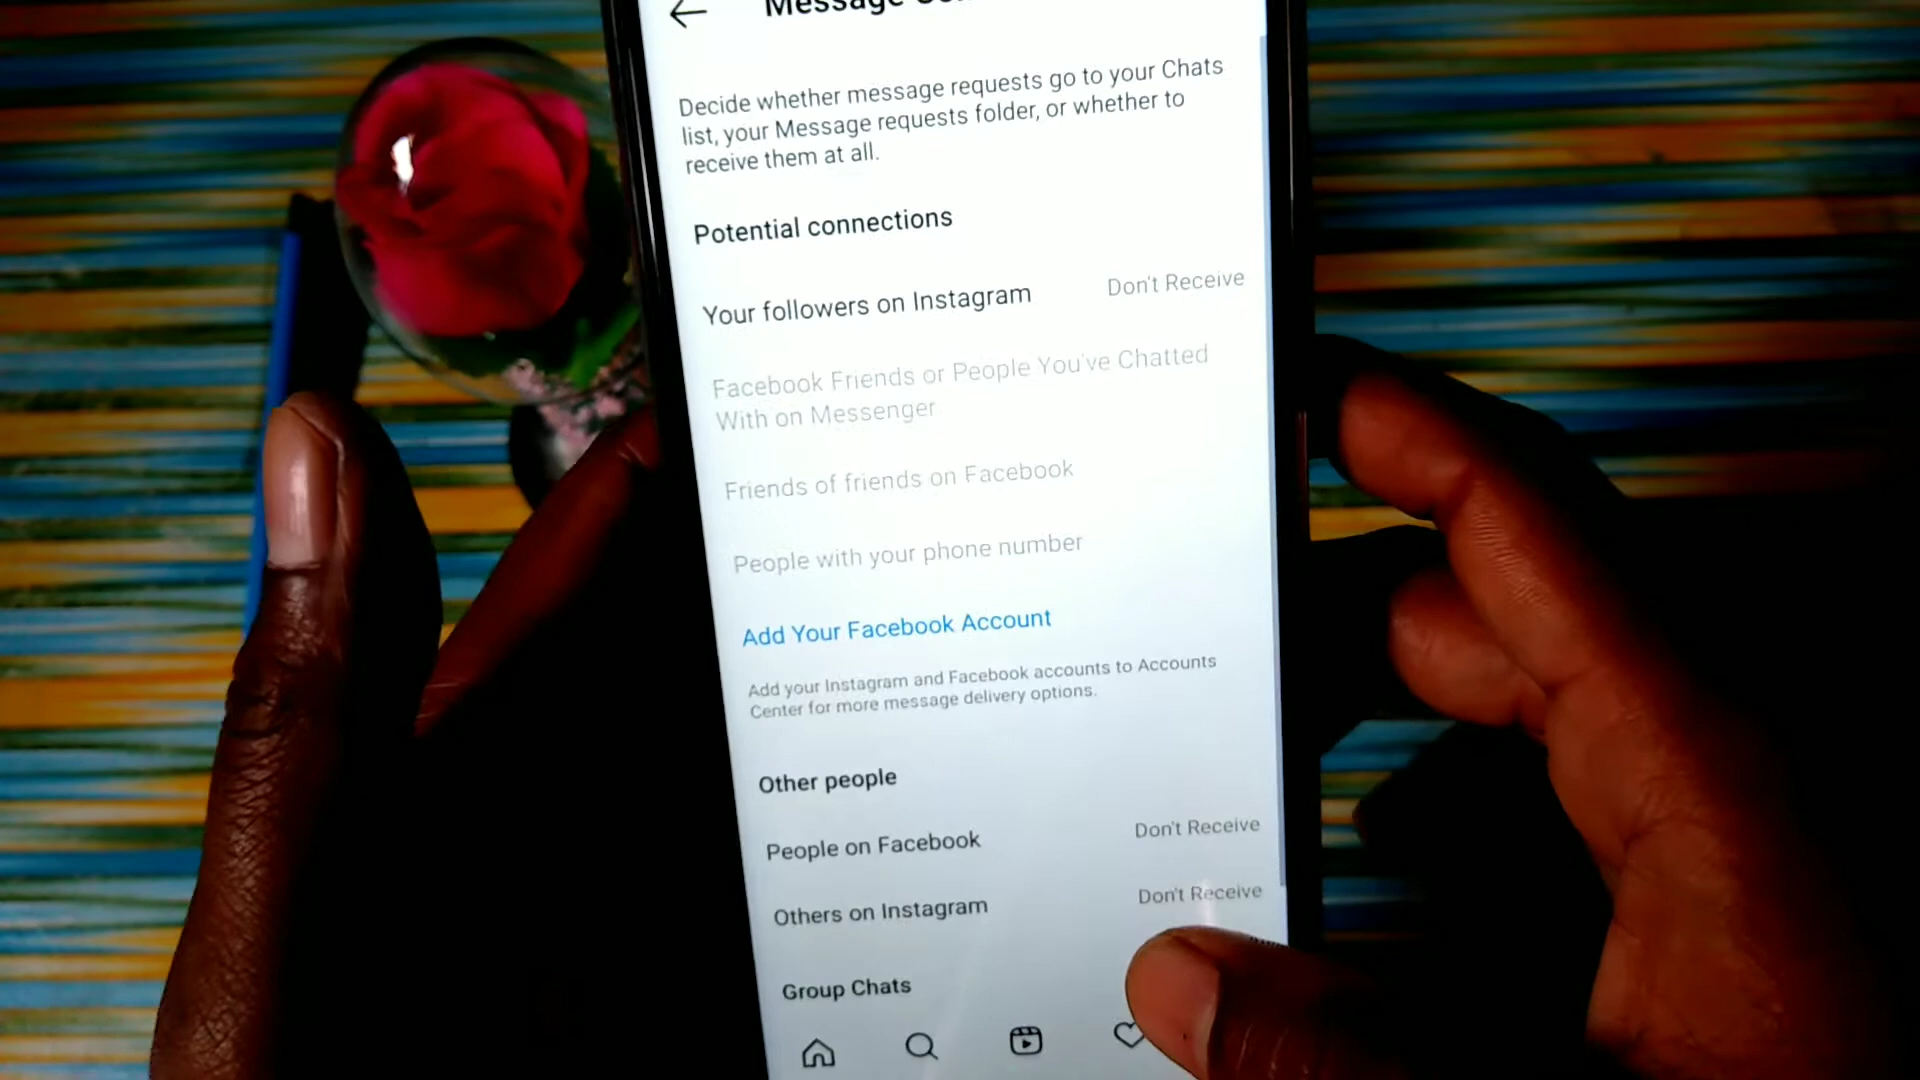 Message
Decide whether message requests go to your Chats
list, your Message requests folder, or whether to
receive them at all.
Potential connections
Your followers on Instagram Don't Receive
Facebook Friends or People You've Chatted
With on Messenger
Friends of friends on Facebook
People with your phone number
Add Your Facebook Account
Add your Instagram and Facebook accounts to Accounts
Center for more message delivery options.
Other people
People on Facebook Don't Receive
Others on Instagram Don't Receive
Group Chats